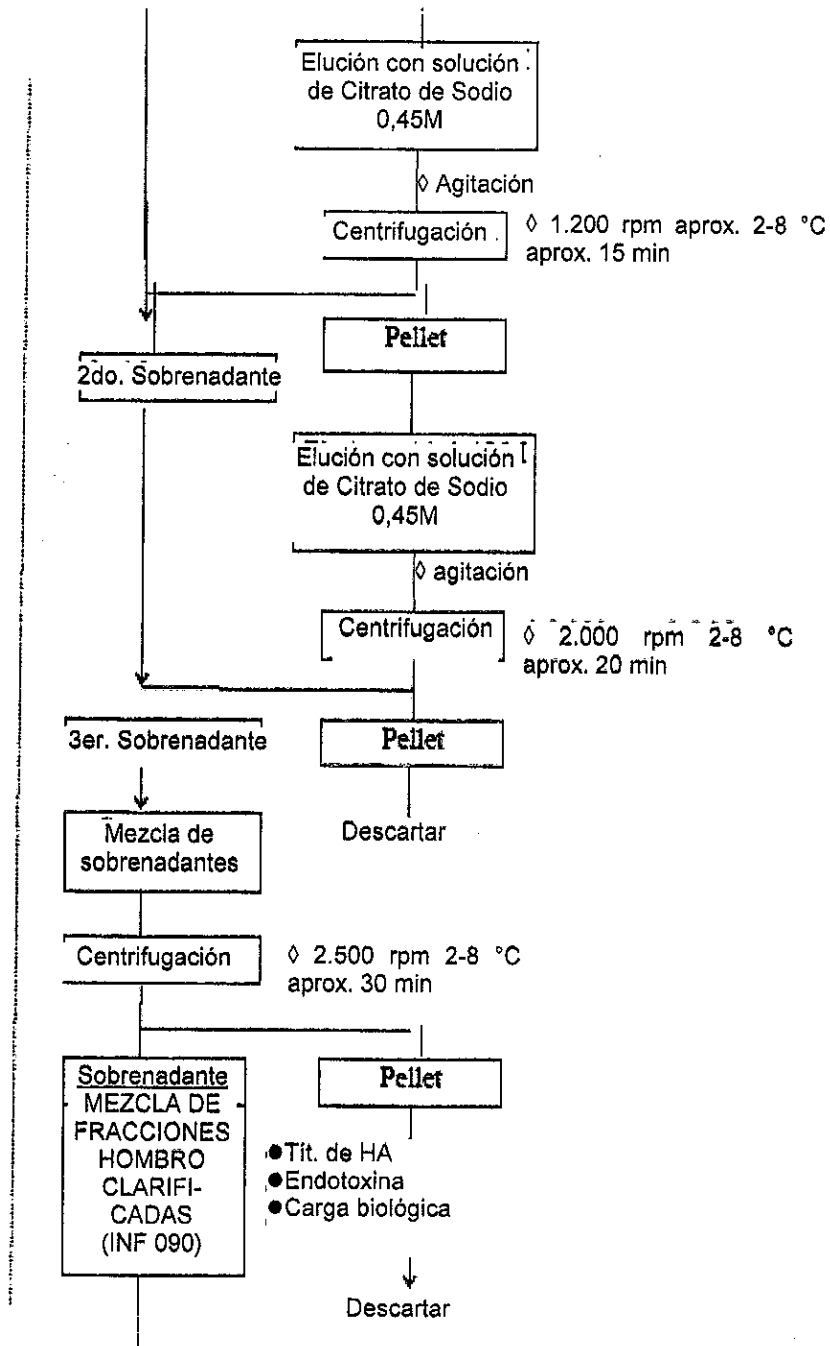 Elución con solución
de Citrato de Sodio
0,45M
◊ Agitación
Centrifugación
◊ 1.200 rpm aprox. 2-8 °C
aprox. 15 min
Pellet
2do. Sobrenadante
Elución con solución
de Citrato de Sodio
0,45M
◊ agitación
Centrifugación
◊ 2.000 rpm 2-8 °C
aprox. 20 min
3er. Sobrenadante
Pellet
Descartar
Mezcla de
sobrenadantes
Centrifugación
◊ 2.500 rpm 2-8 °C
aprox. 30 min
Sobrenadante
MEZCLA DE
FRACCIONES
HOMBRO
CLARIFI-
CADAS
(INF 090)
Pellet
●Tit. de HA
●Endotoxina
●Carga biológica
Descartar